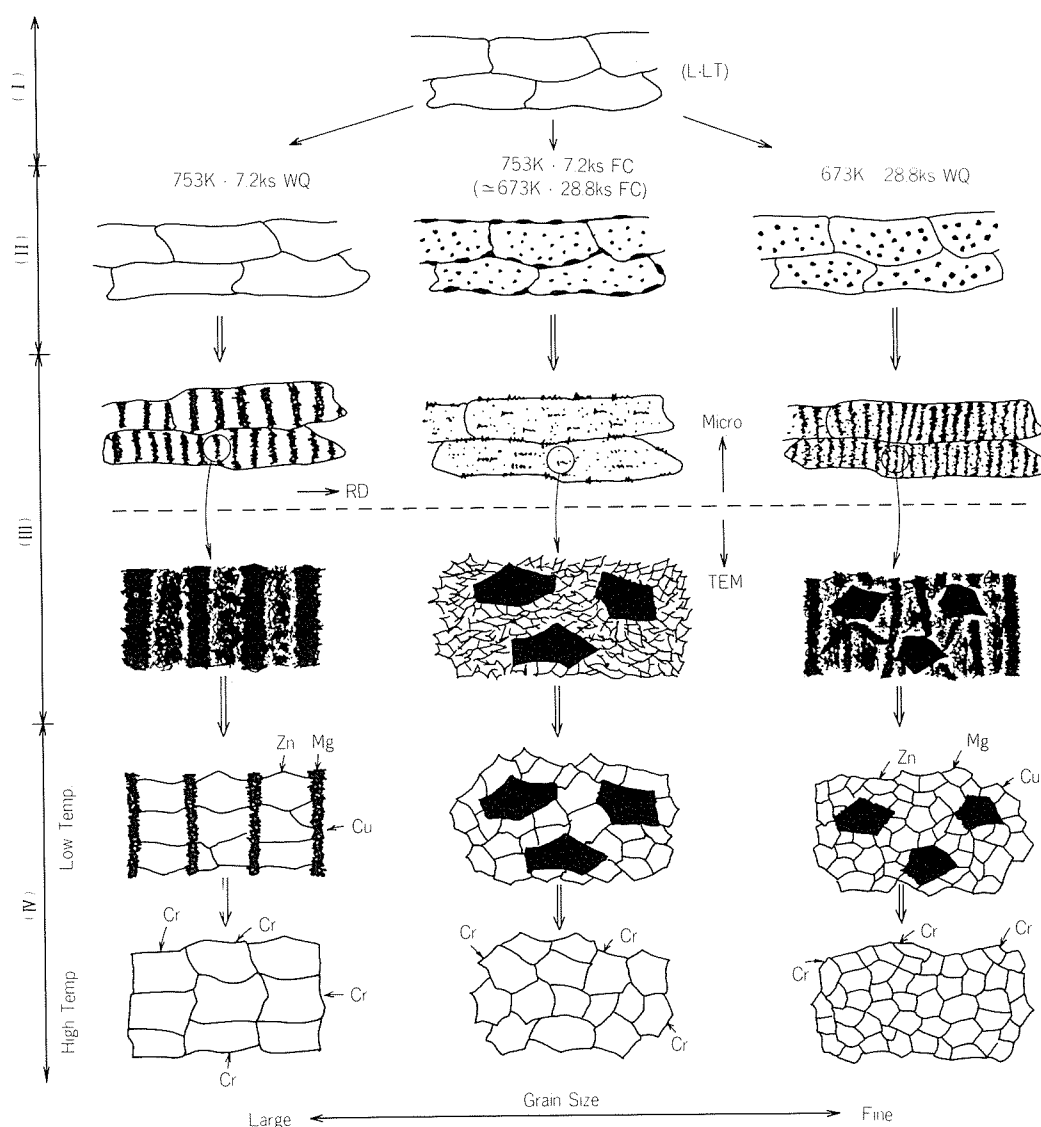 (I)
(L·LT)
753K · 7.2ks WQ
753K · 7.2ks FC
(≃673K · 28.8ks FC)
673K 28.8ks WQ
(II)
Micro
RD
(III)
TEM
Zn Mg
Cu
Zn
Mg
Cu
Low Temp.
(IV)
Cr
Cr
Cr
Cr
Cr
Cr
Cr
Cr
Cr
Cr
High Temp
Grain Size
Large
Fine